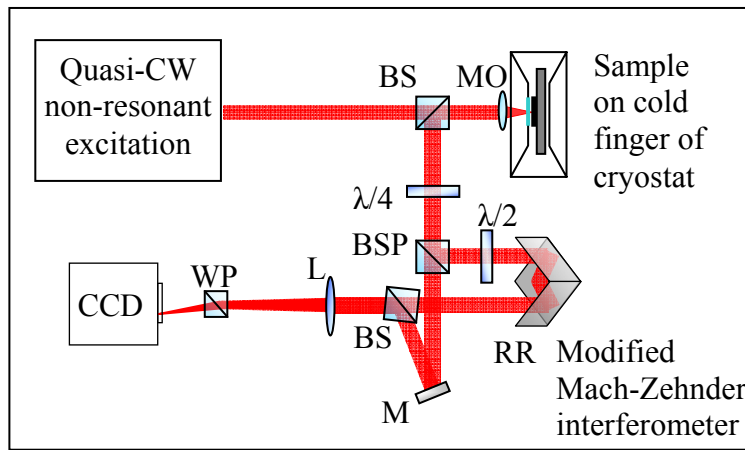 Quasi-CW
non-resonant
excitation
BS
MO
Sample
on cold
finger of
cryostat
λ/4
λ/2
BSP
CCD
WP
L
BS
RR
M
Modified
Mach-Zehnder
interferometer